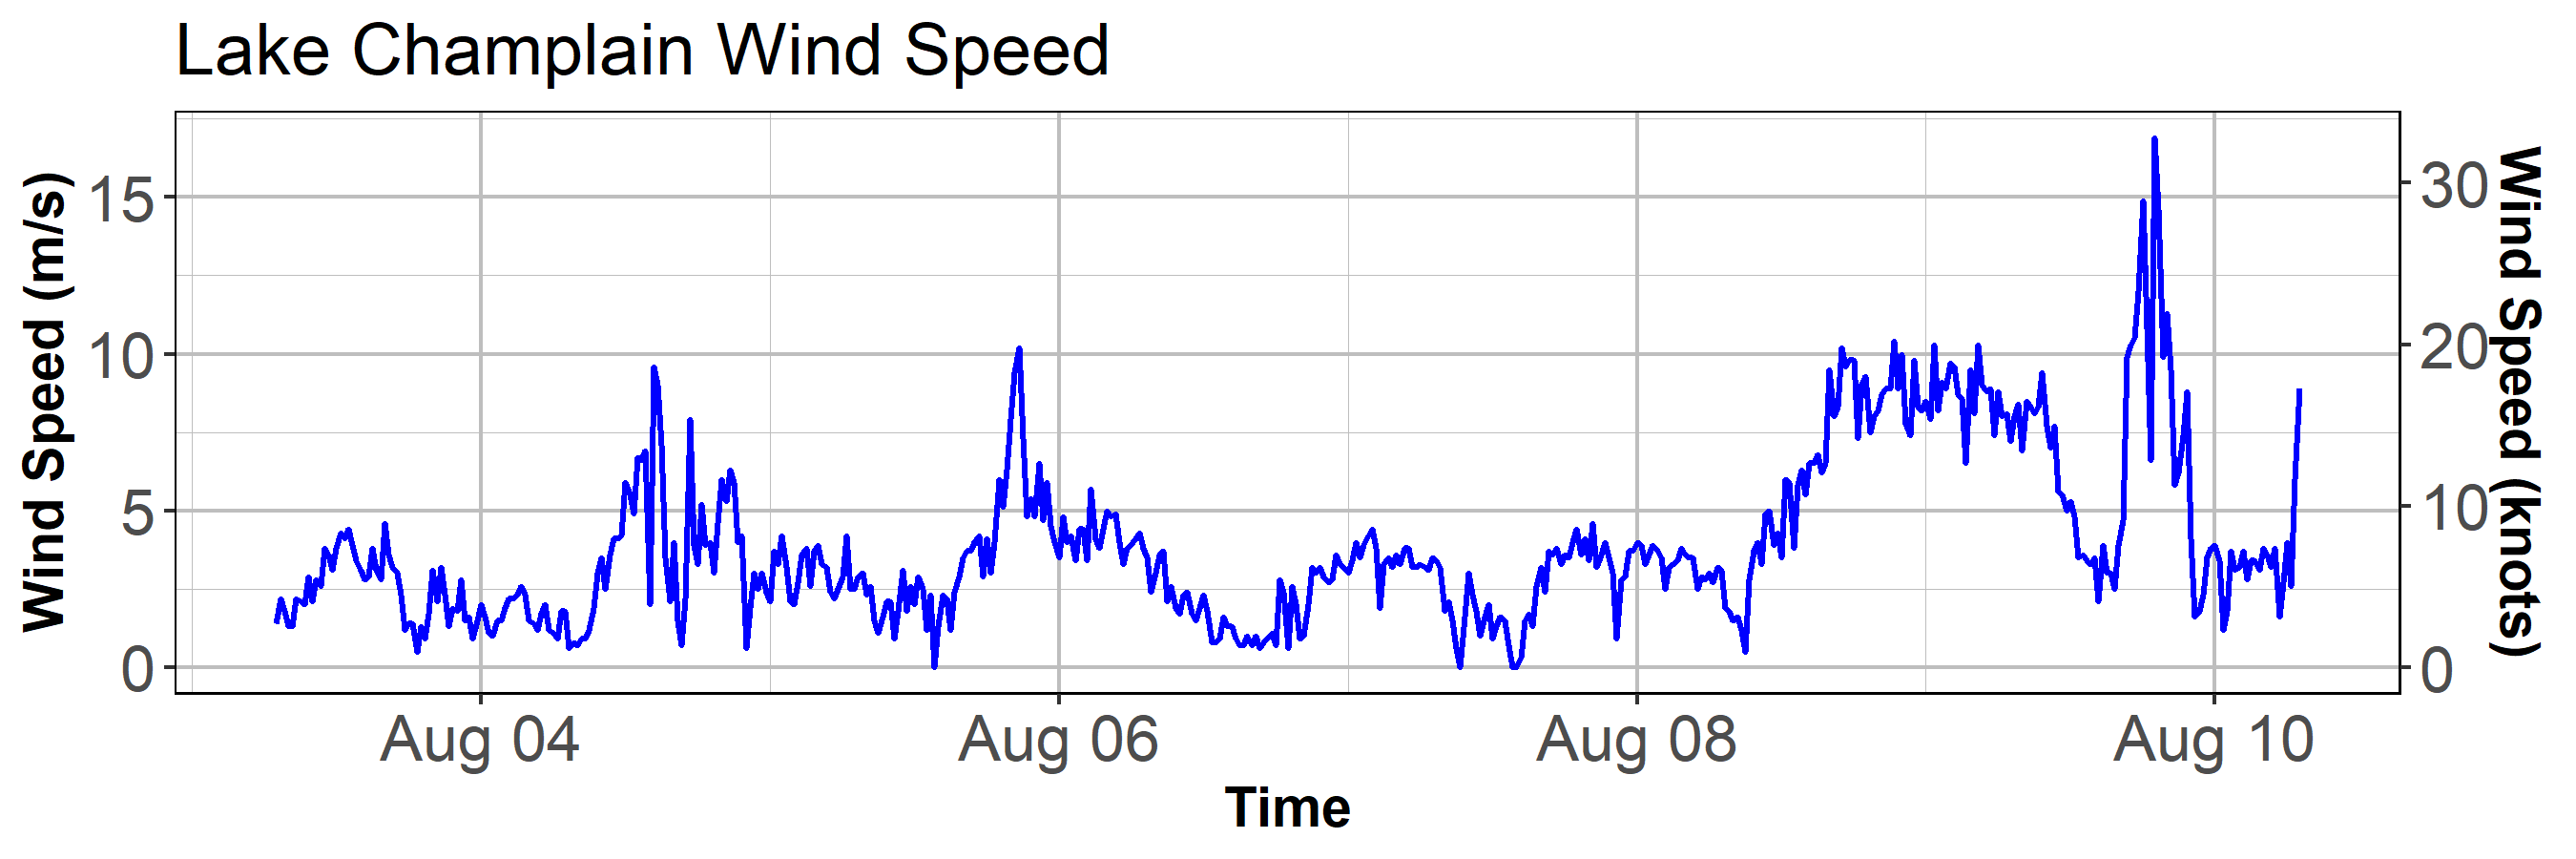 Lake Champlain Wind Speed
Wind Speed (m/s)
15
10
5
0
30
20
10
0
Wind Speed (knots)
Aug 04
Aug 06
Aug 08
Aug 10
Time